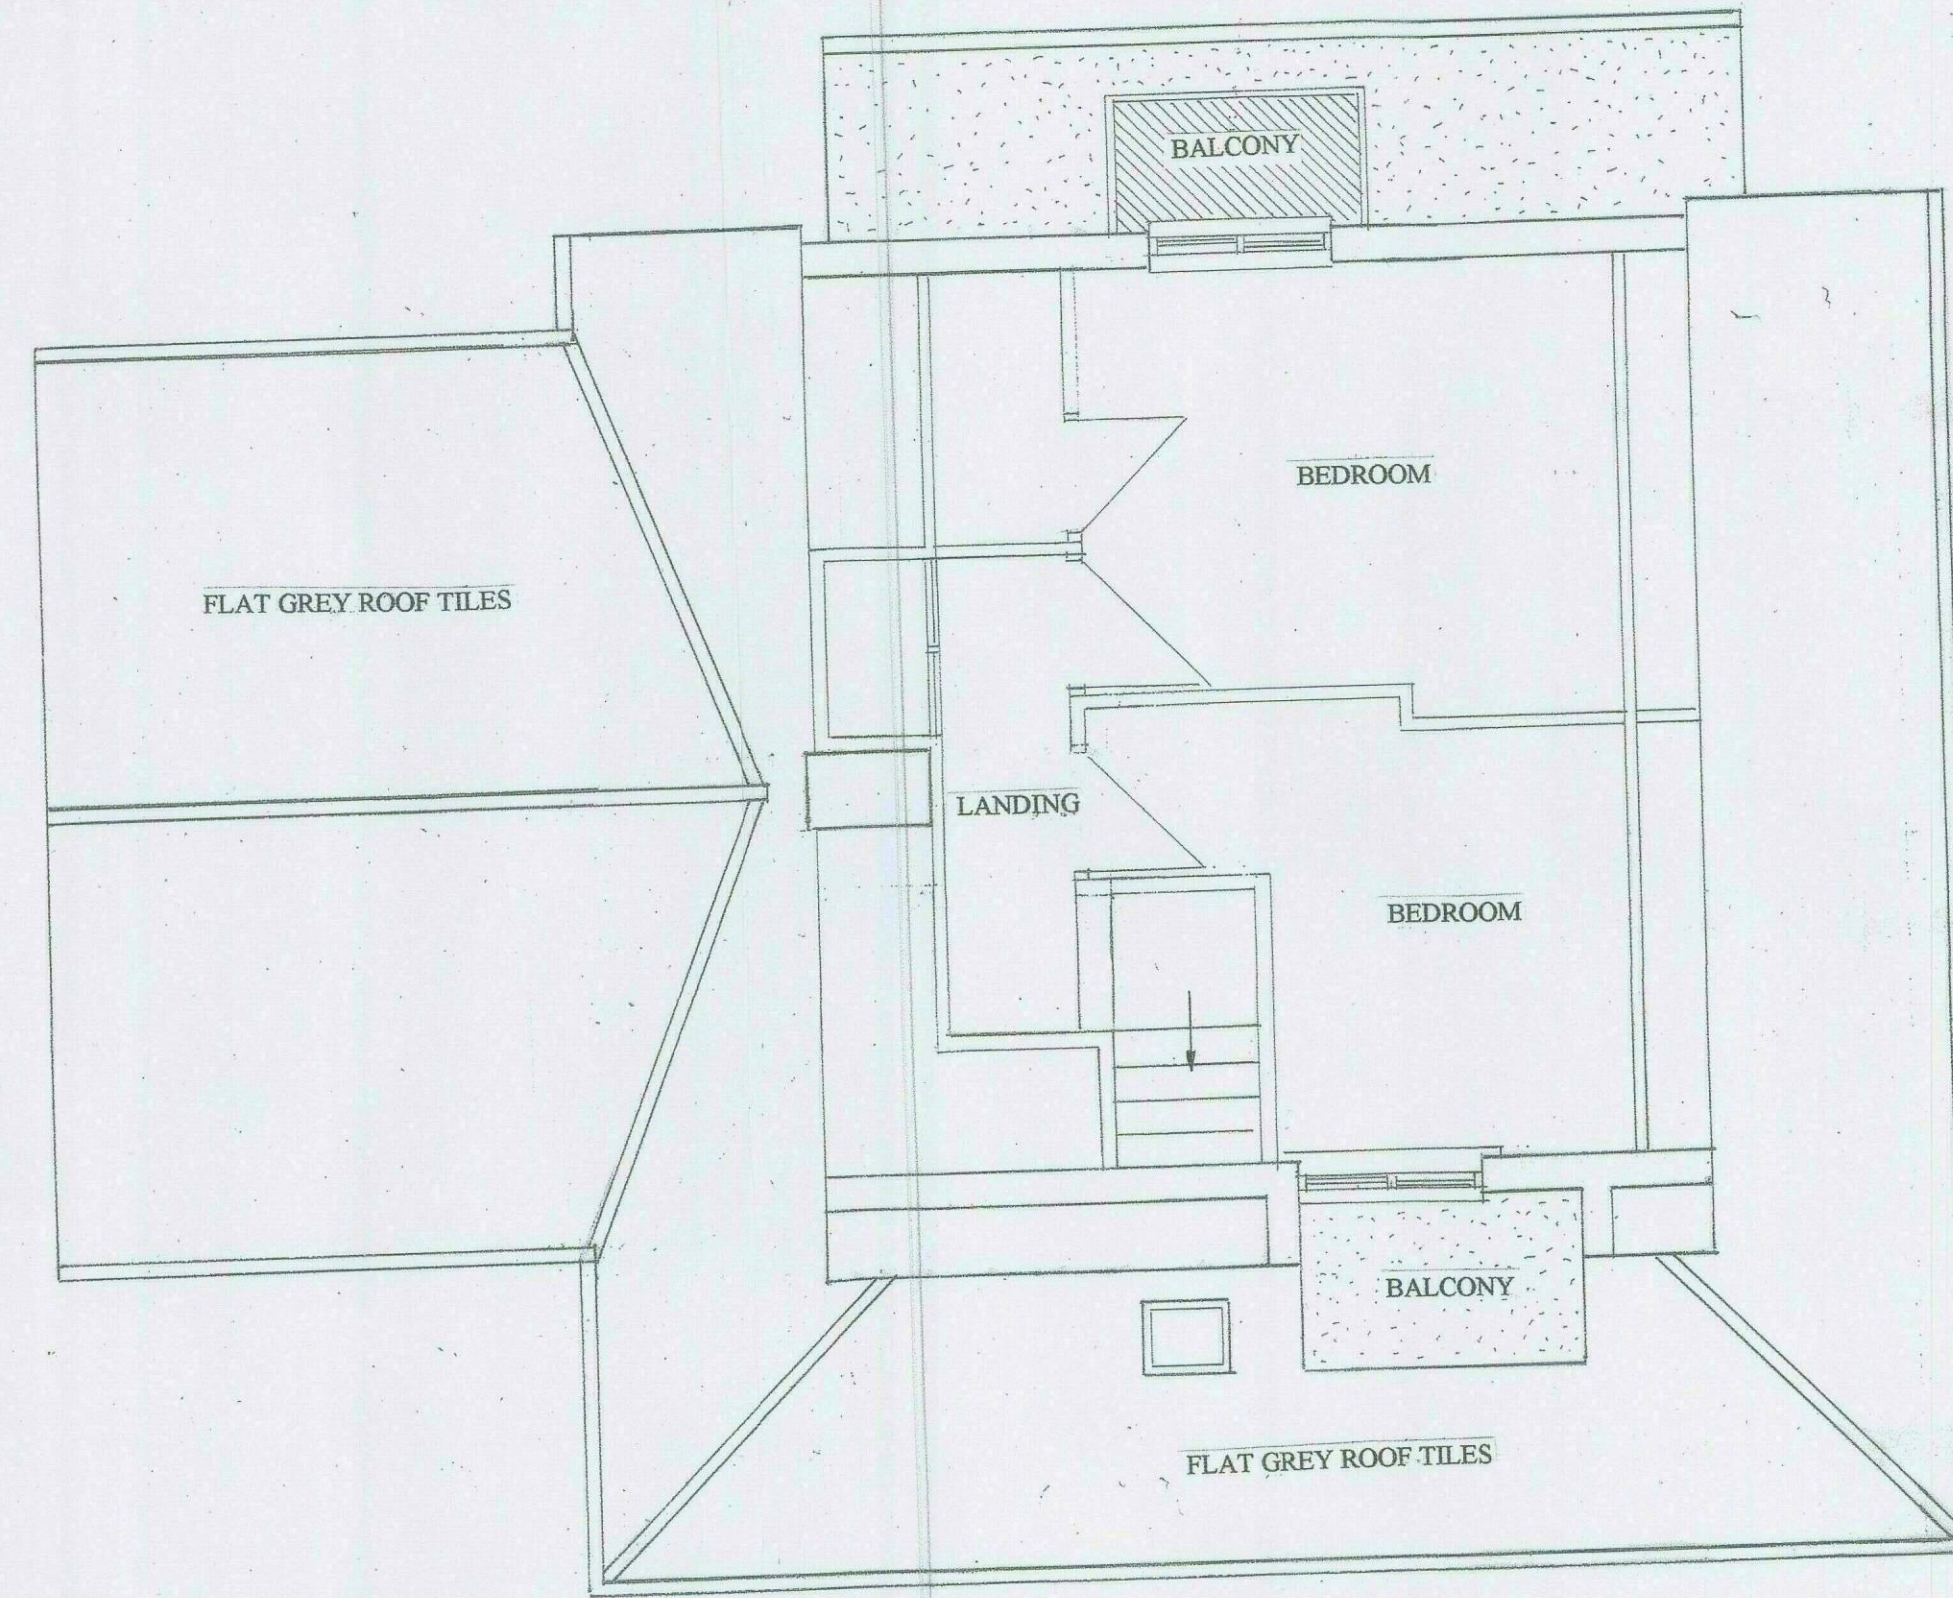 BALCONY
BEDROOM
FLAT GREY ROOF TILES
LANDING
BEDROOM
BALCONY
FLAT GREY ROOF TILES